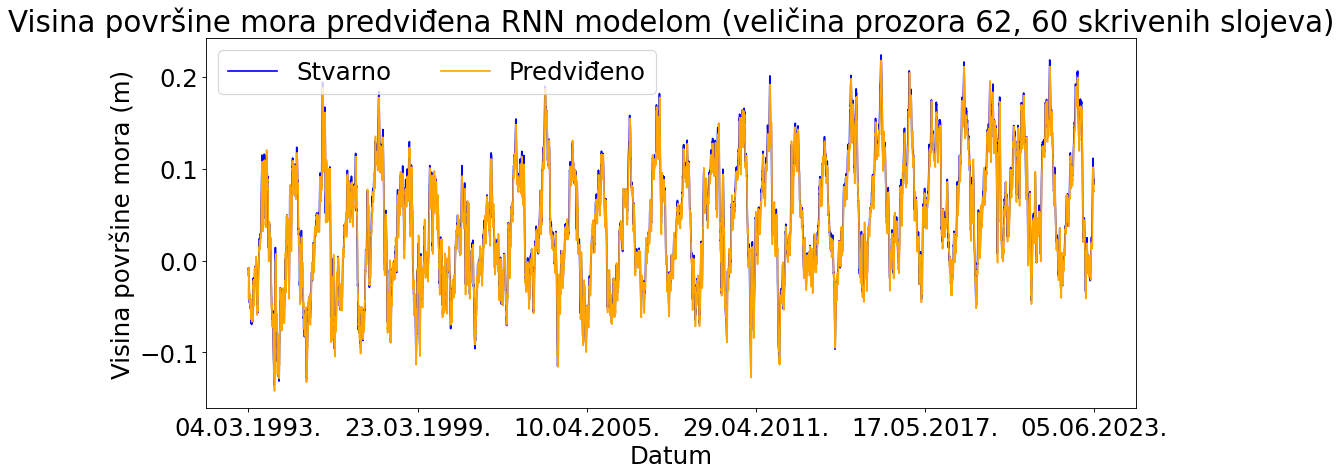 Visina površine mora predviđena RNN modelom (veličina prozora 62, 60 skrivenih slojeva)
Stvarno
Predviđeno
Visina površine mora (m)
0.2
0.1
0.0
−0.1
04.03.1993.
23.03.1999.
10.04.2005.
29.04.2011.
17.05.2017.
05.06.2023.
Datum